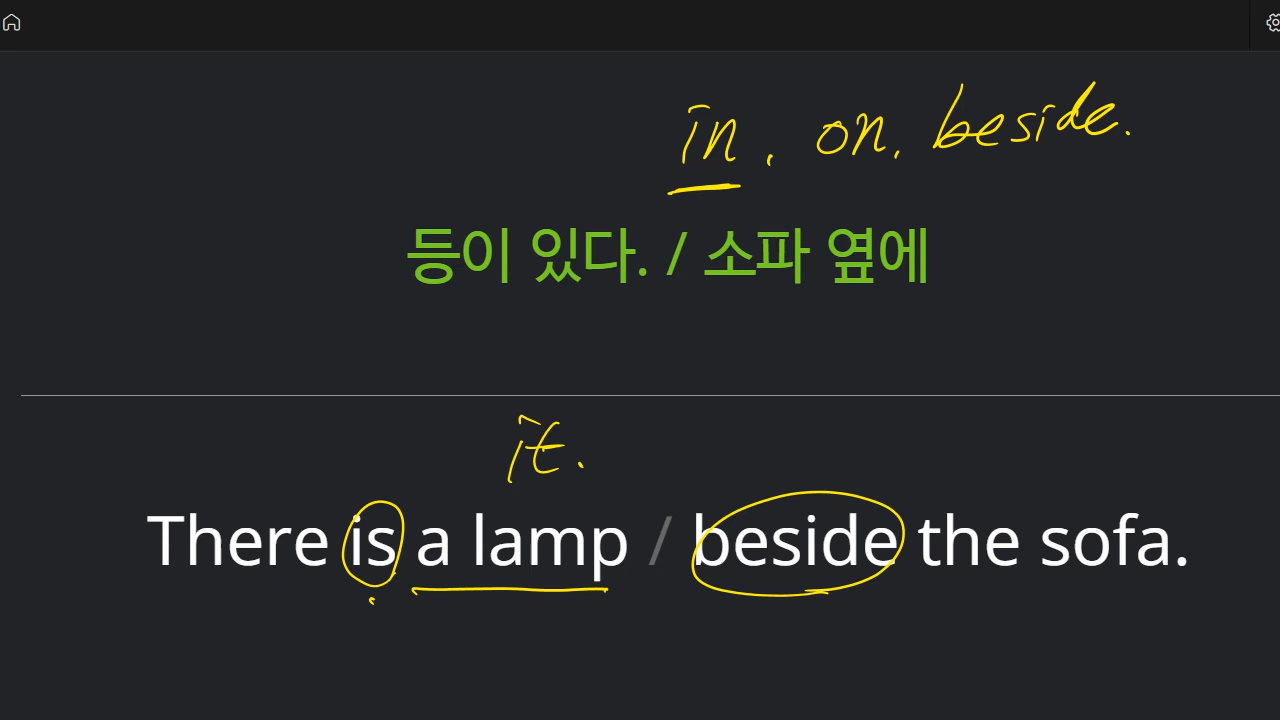 in, on, beside.
등이 있다. / 소파 옆에
it.
There is a lamp / beside the sofa.